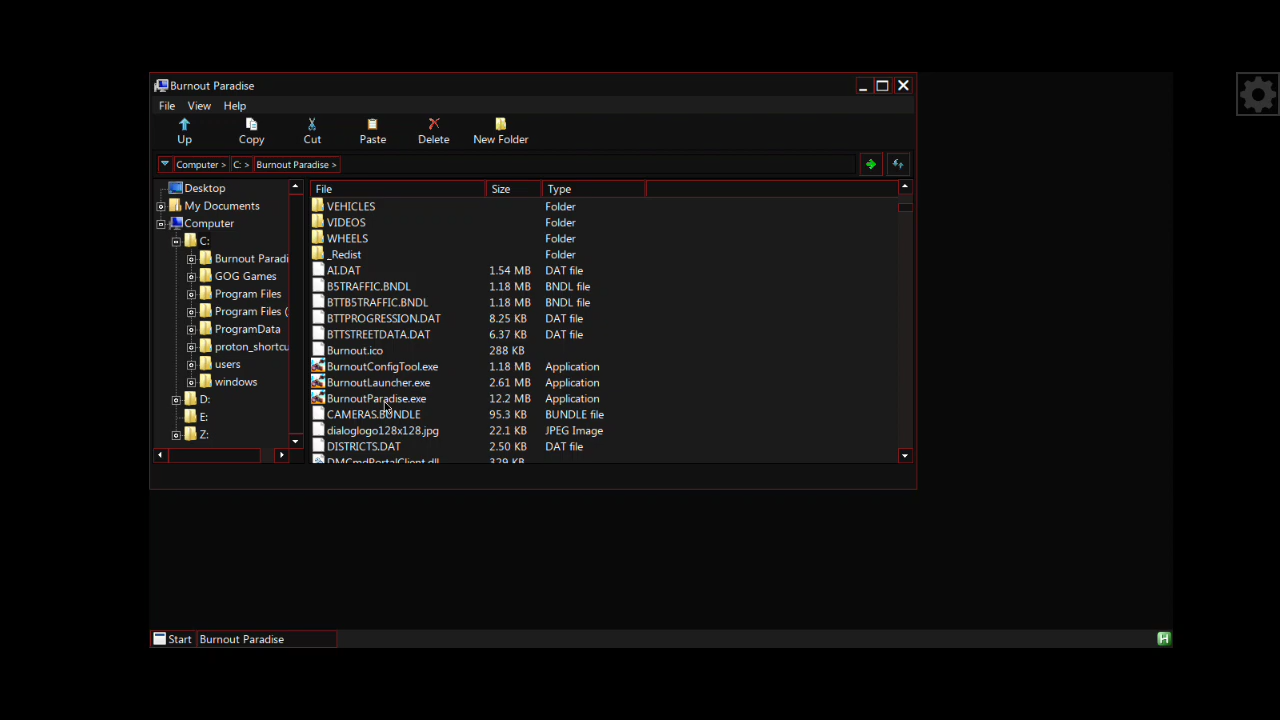 Burnout Paradise
File View Help
Up Copy Cut Paste Delete New Folder
Computer > C: > Burnout Paradise >
Desktop
My Documents
Computer
C:
Burnout Paradi
GOG Games
Program Files
Program Files (
ProgramData
proton_shortcu
users
windows
D:
E:
Z:
File Size Type
VEHICLES Folder
VIDEOS Folder
WHEELS Folder
_Redist Folder
AI.DAT 1.54 MB DAT file
B5TRAFFIC.BNDL 1.18 MB BNDL file
BTTB5TRAFFIC.BNDL 1.18 MB BNDL file
BTTPROGRESSION.DAT 8.25 KB DAT file
BTTSTREETDATA.DAT 6.37 KB DAT file
Burnout.ico 288 KB
BurnoutConfigTool.exe 1.18 MB Application
BurnoutLauncher.exe 2.61 MB Application
BurnoutParadise.exe 12.2 MB Application
CAMERAS.BUNDLE 95.3 KB BUNDLE file
dialoglogo128x128.jpg 22.1 KB JPEG Image
DISTRICTS.DAT 2.50 KB DAT file
DMCmdPortalClient.dll 329 KB
Start Burnout Paradise
H